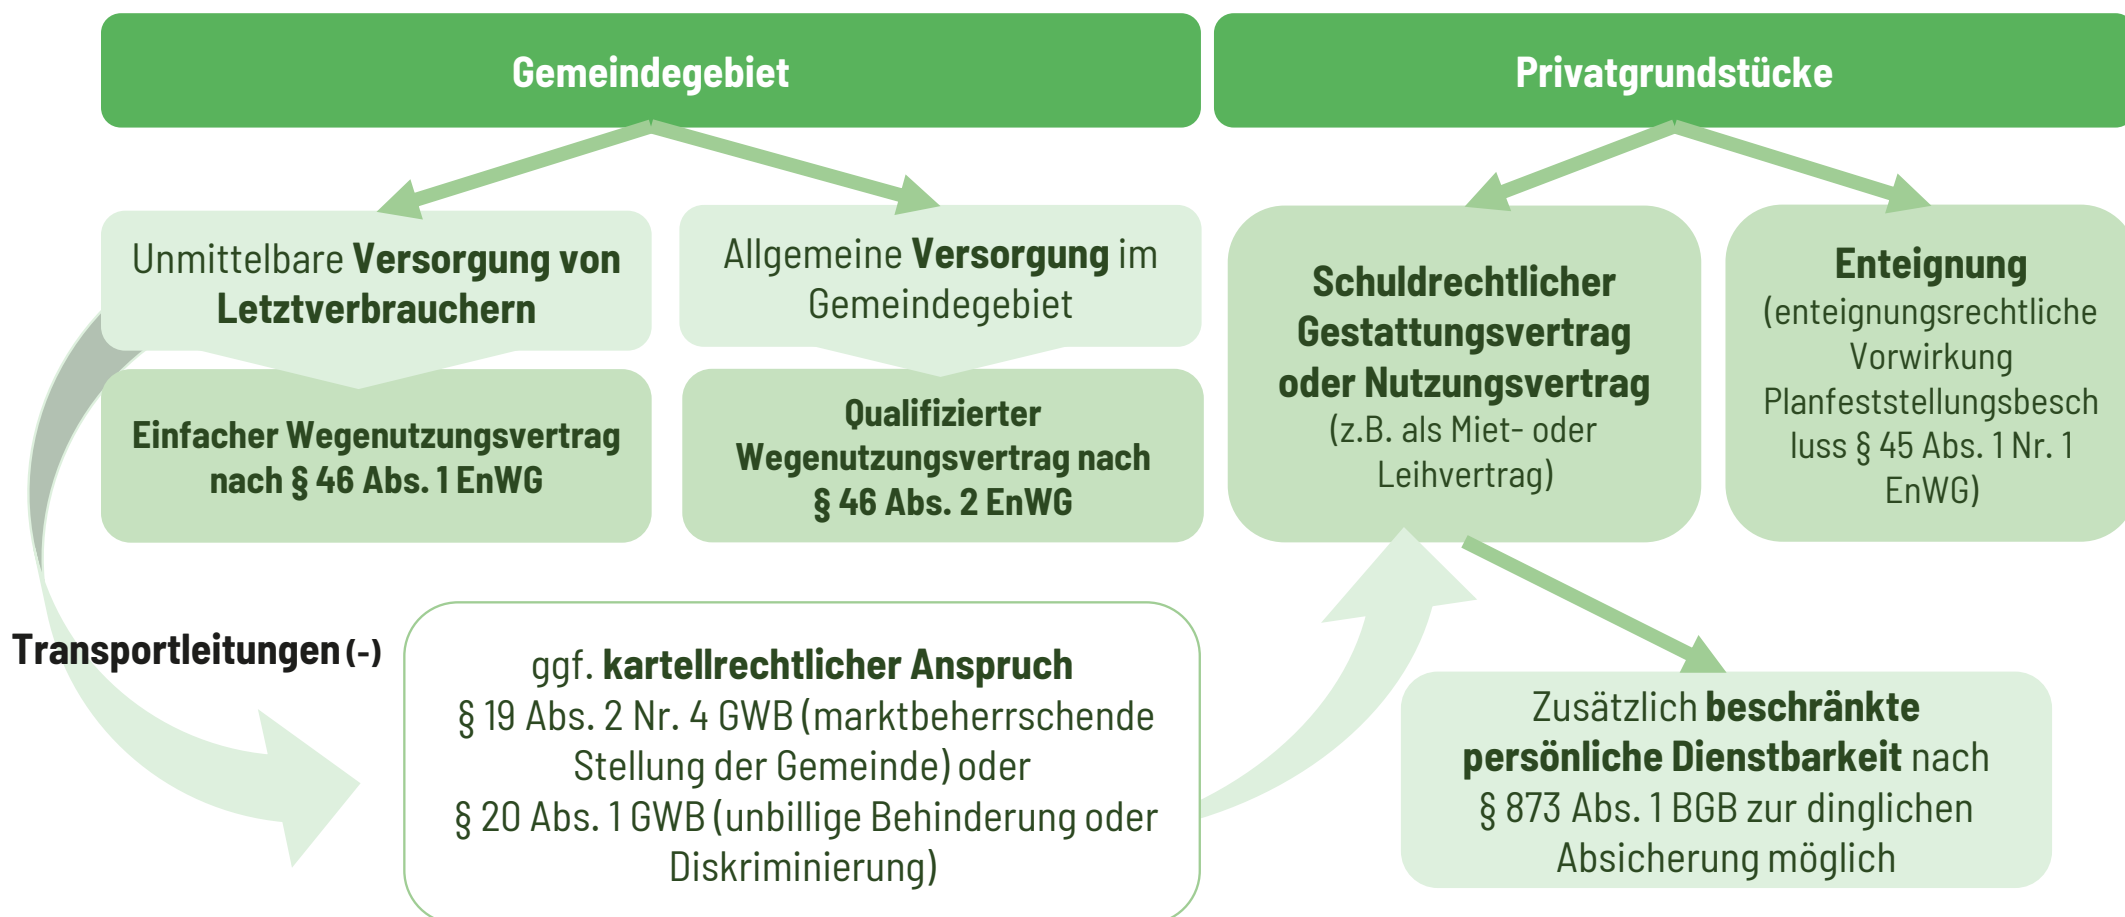 Gemeindegebiet
Privatgrundstücke
Unmittelbare Versorgung von
Letztverbrauchern
Allgemeine Versorgung im
Gemeindegebiet
Einfacher Wegenutzungsvertrag
nach § 46 Abs. 1 EnWG
Qualifizierter
Wegenutzungsvertrag nach
§ 46 Abs. 2 EnWG
Schuldrechtlicher
Gestattungsvertrag
oder Nutzungsvertrag
(z.B. als Miet- oder
Leihvertrag)
Enteignung
(enteignungsrechtliche
Vorwirkung
Planfeststellungsbesch
luss § 45 Abs. 1 Nr. 1
EnWG)
Transportleitungen (-)
ggf. kartellrechtlicher Anspruch
§ 19 Abs. 2 Nr. 4 GWB (marktbeherrschende
Stellung der Gemeinde) oder
§ 20 Abs. 1 GWB (unbillige Behinderung oder
Diskriminierung)
Zusätzlich beschränkte
persönliche Dienstbarkeit nach
§ 873 Abs. 1 BGB zur dinglichen
Absicherung möglich